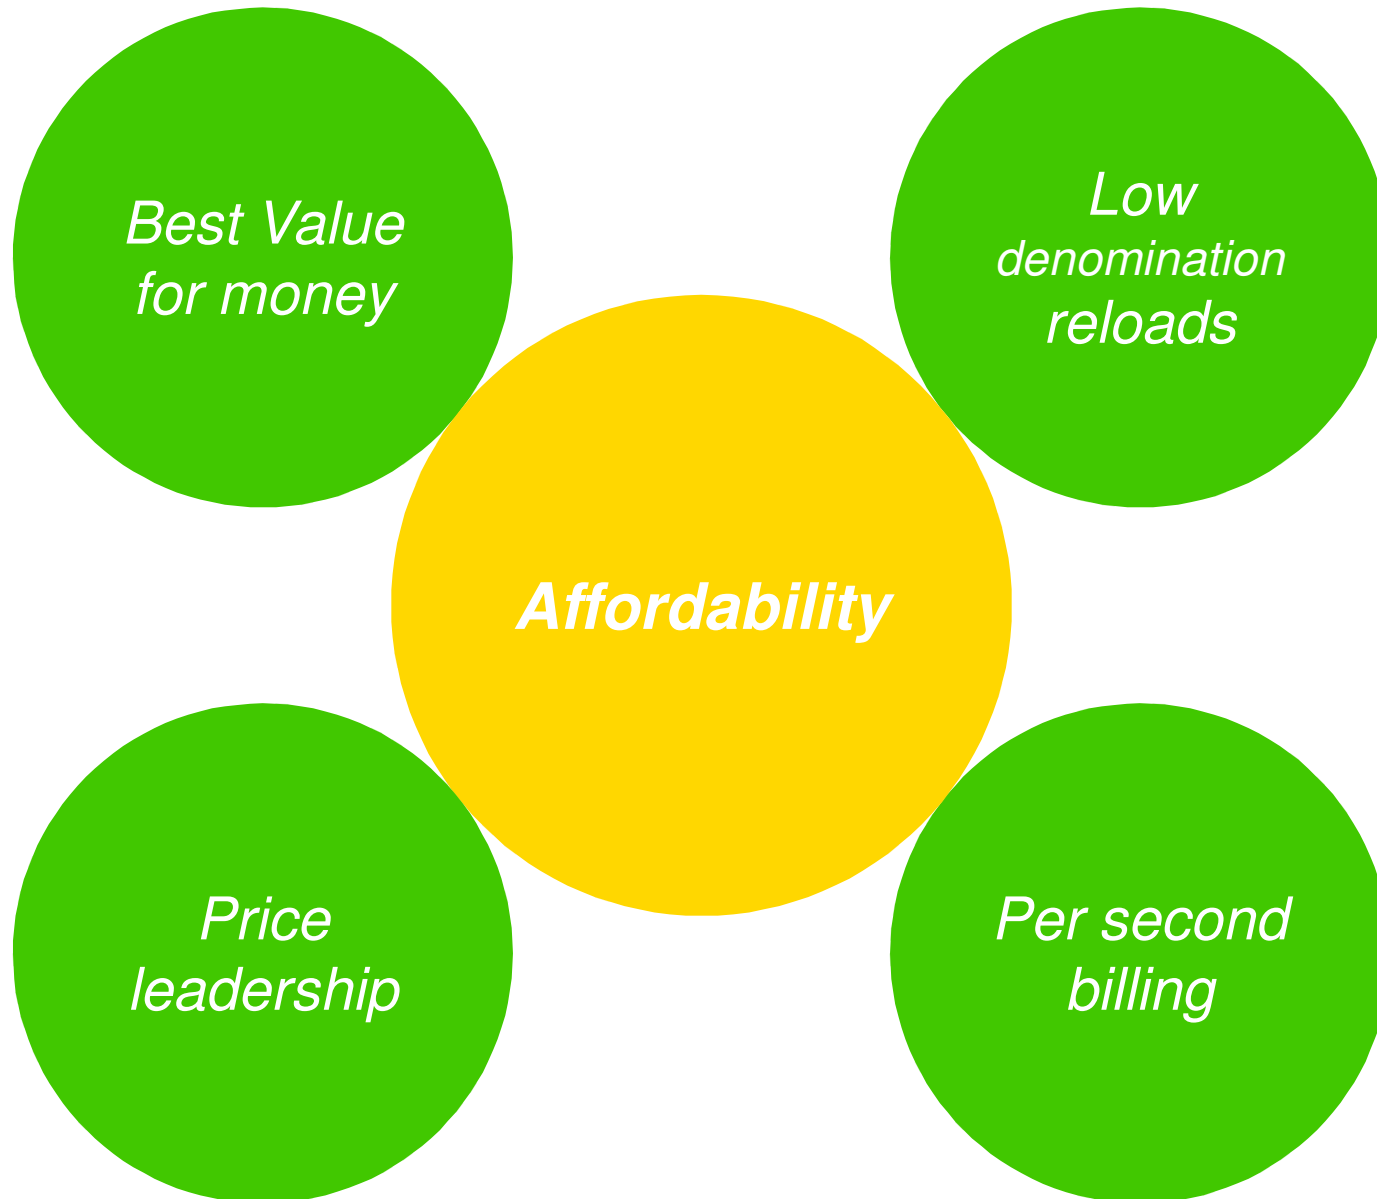 Best Value
for money
Low
denomination
reloads
Affordability
Price
leadership
Per second
billing